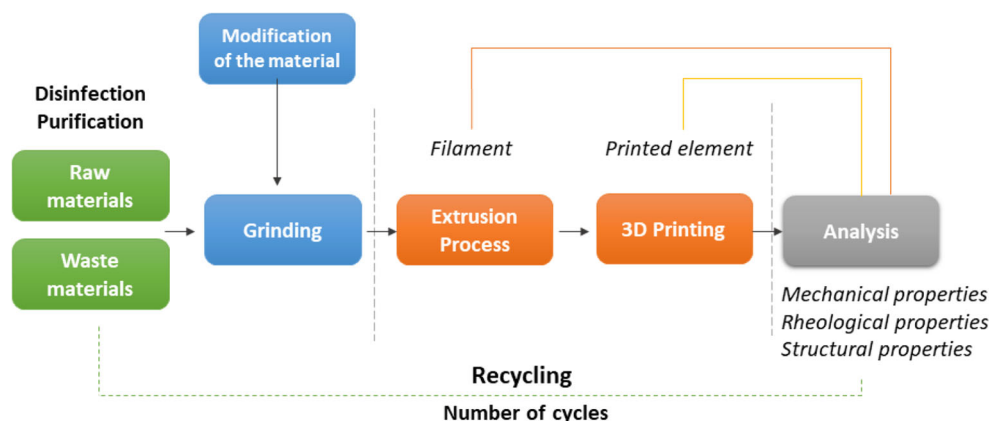 Modification
of the material
Disinfection
Purification
Raw
materials
Waste
materials
Grinding
Filament
Extrusion
Process
Printed element
3D Printing
Analysis
Mechanical properties
Rheological properties
Structural properties
Recycling
Number of cycles